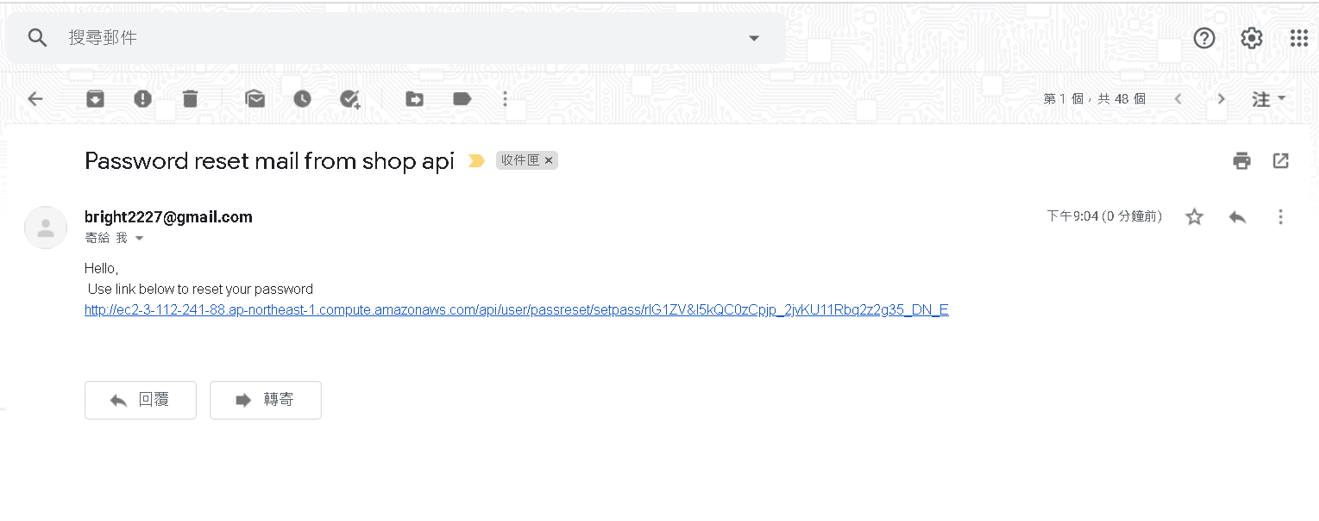 搜尋郵件
第 1 個，共 48 個
注
Password reset mail from shop api
收件匣 ×
bright2227@gmail.com
下午9:04 (0 分鐘前)
寄給 我
Hello,
Use link below to reset your password
http://ec2-3-112-241-88.ap-northeast-1.compute.amazonaws.com/api/user/passreset/setpass/rlG1ZV&l5kQC0zCpjp_2jvKU11Rbq2z2g35_DN_E
回覆
轉寄